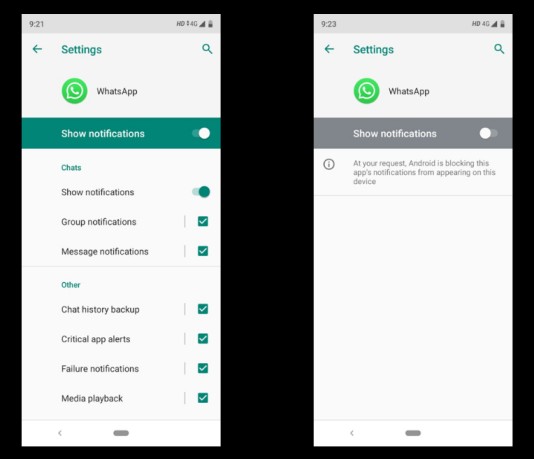 9:21 HD 4G
Settings
WhatsApp
Show notifications
Chats
Show notifications
Group notifications
Message notifications
Other
Chat history backup
Critical app alerts
Failure notifications
Media playback
9:23 HD 4G
Settings
WhatsApp
Show notifications
At your request, Android is blocking this
app's notifications from appearing on this
device